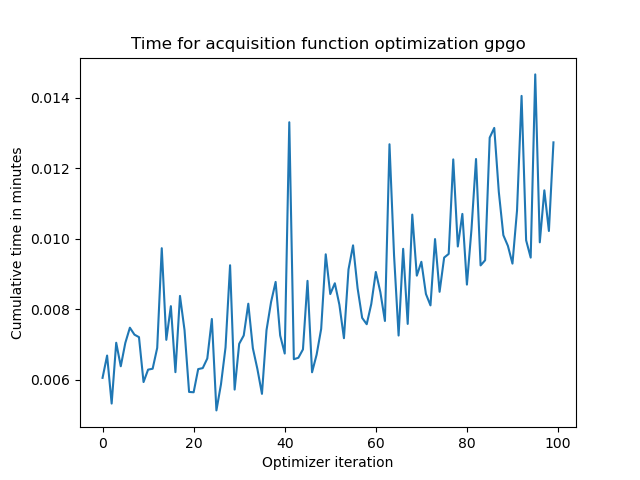 Time for acquisition function optimization gpgo
Cumulative time in minutes
0.014
0.012
0.010
0.008
0.006
0 20 40 60 80 100
Optimizer iteration